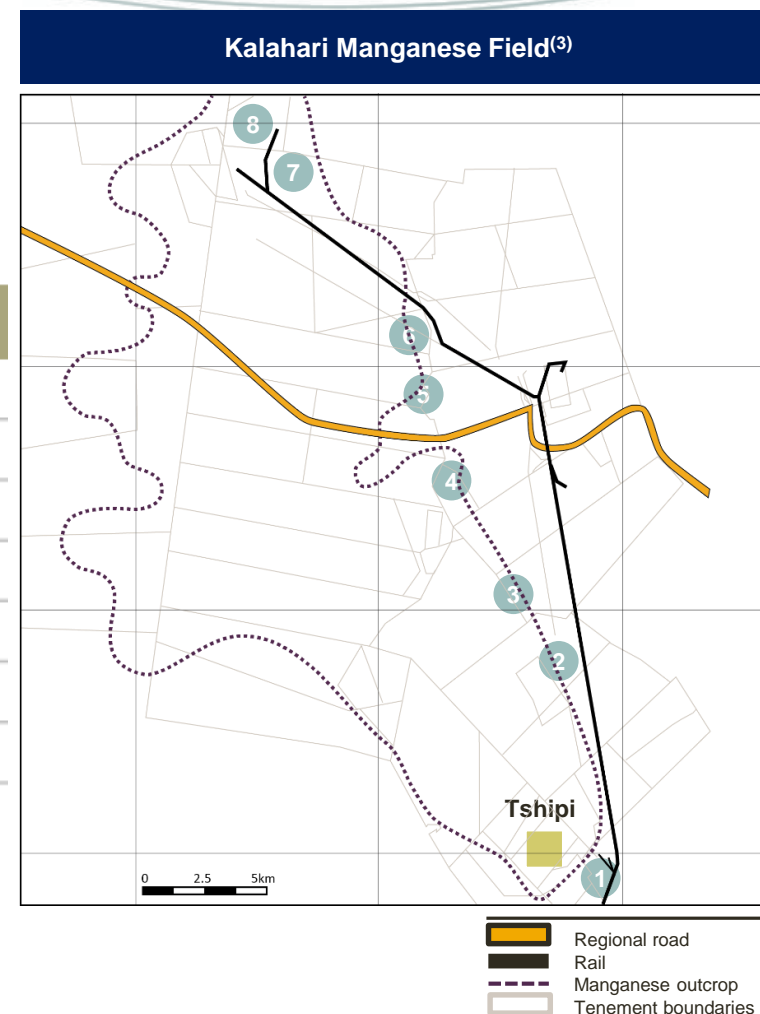 Kalahari Manganese Field(3)
8
7
6
5
4
3
2
Tshipi
1
0 2.5 5km
Regional road
Rail
Manganese outcrop
Tenement boundaries